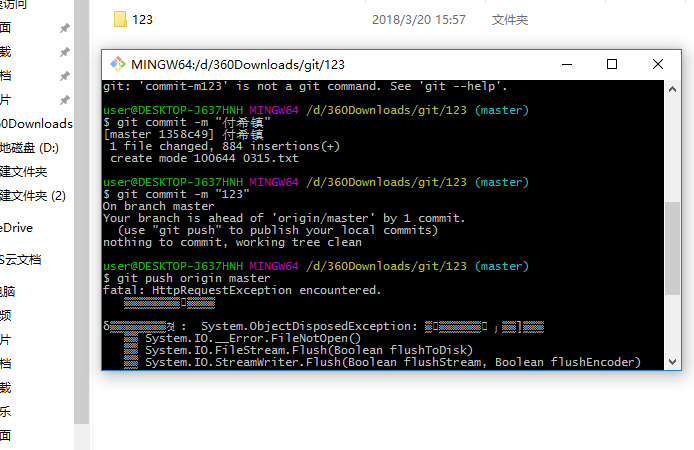 速访问
面
载
档
片
60Downloads
地磁盘 (D:)
建文件夹
建文件夹 (2)
eDrive
S云文档
电脑
频
片
档
载
乐
面
123 2018/3/20 15:57 文件夹
MINGW64:/d/360Downloads/git/123
git: 'commit-m123' is not a git command. See 'git --help'.
user@DESKTOP-J637HNH MINGW64 /d/360Downloads/git/123 (master)
$ git commit -m "付希镇"
[master 1358c49] 付希镇
1 file changed, 884 insertions(+)
create mode 100644 0315.txt
user@DESKTOP-J637HNH MINGW64 /d/360Downloads/git/123 (master)
$ git commit -m "123"
On branch master
Your branch is ahead of 'origin/master' by 1 commit.
(use "git push" to publish your local commits)
nothing to commit, working tree clean
user@DESKTOP-J637HNH MINGW64 /d/360Downloads/git/123 (master)
$ git push origin master
fatal: HttpRequestException encountered.
System.ObjectDisposedException:
System.IO.__Error.FileNotOpen()
System.IO.FileStream.Flush(Boolean flushToDisk)
System.IO.StreamWriter.Flush(Boolean flushStream, Boolean flushEncoder)